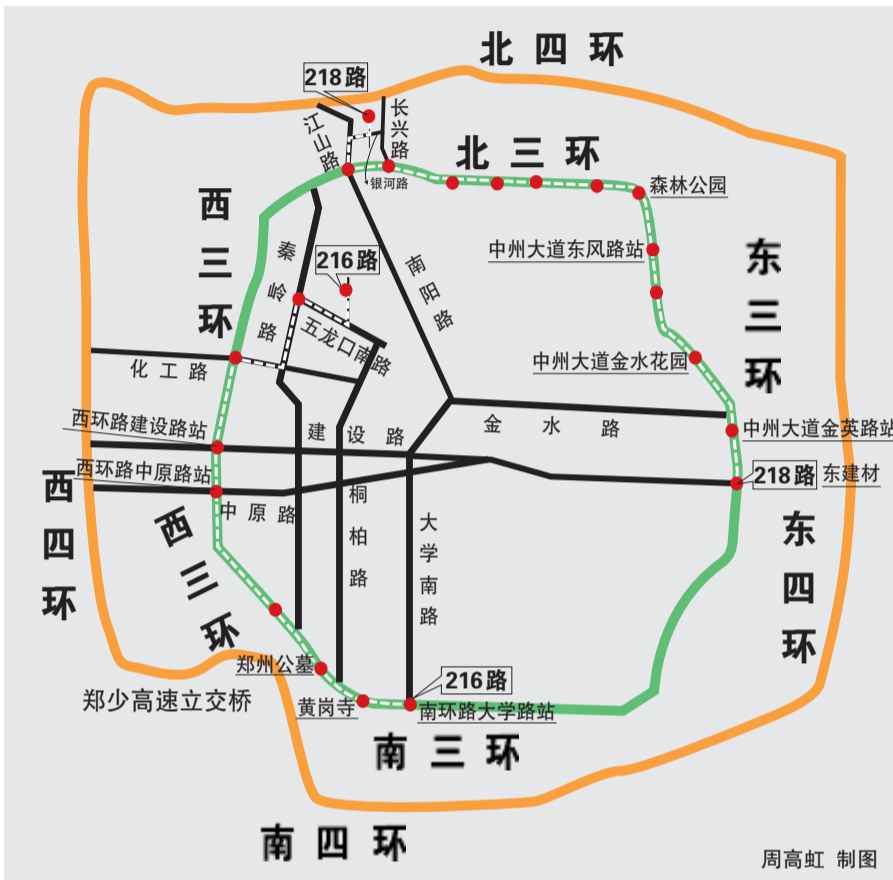 北四环
218路
江山路
长兴路
银河路
北三环
森林公园
西三环
秦岭路
216路
南阳路
中州大道东风路站
东三环
五龙口南路
化工路
中州大道金水花园
西环路建设路站
建设路
金水路
中州大道金英路站
西环路中原路站
218路
东建材
西四环
中原路
桐柏路
大学南路
西三环
东四环
郑州公墓
216路
郑少高速立交桥
黄岗寺
南环路大学路站
南三环
南四环
周高虹 制图